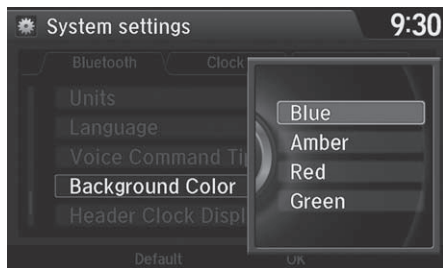 System settings
9:30
Bluetooth
Clock
Units
Language
Voice Command Ti
Background Color
Header Clock Displ
Blue
Amber
Red
Green
Default
OK